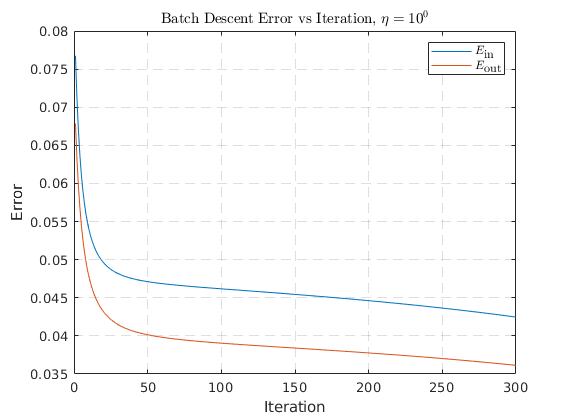 Batch Descent Error vs Iteration, η = 10⁰
E_in
E_out
0.08
0.075
0.07
0.065
0.06
0.055
0.05
0.045
0.04
0.035
Error
0 50 100 150 200 250 300
Iteration